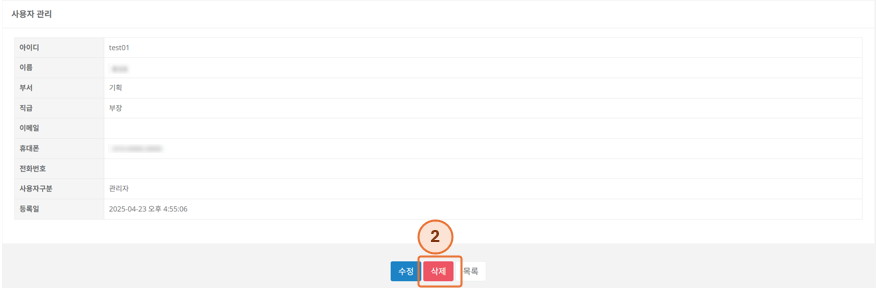 사용자 관리
아이디 test01
이름
부서 기획
직급 부장
이메일
휴대폰
전화번호
사용자구분 관리자
등록일 2025-04-23 오후 4:55:06
2
수정 삭제 목록